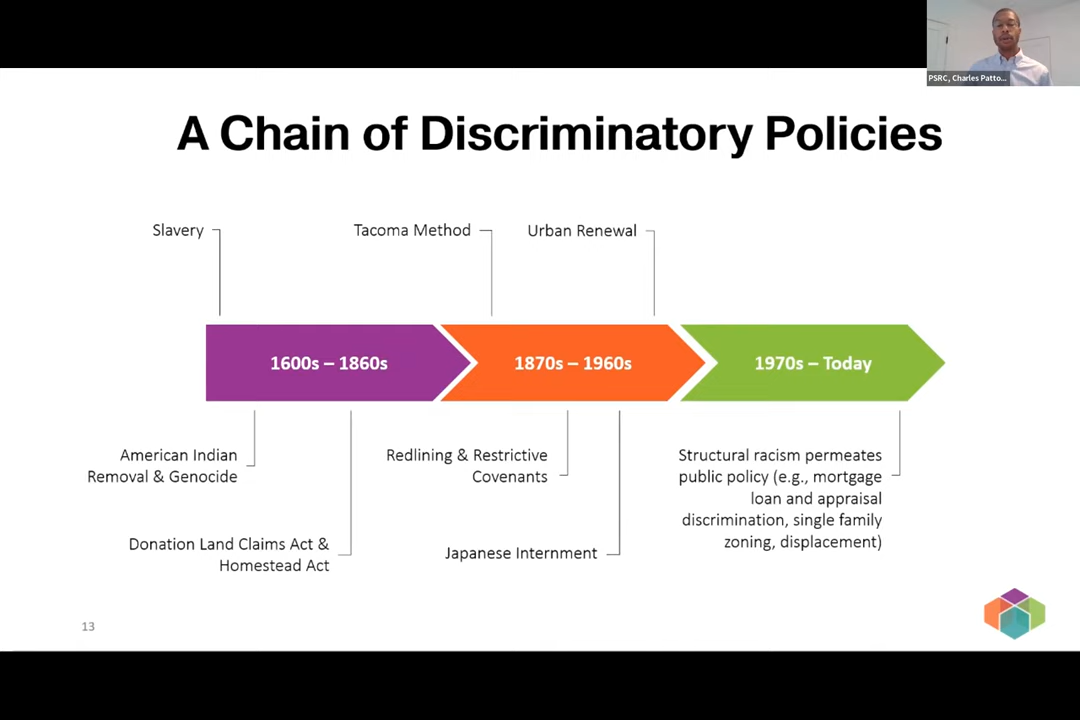 PSRC, Charles Patto...
A Chain of Discriminatory Policies
Slavery
Tacoma Method
Urban Renewal
1600s – 1860s
1870s – 1960s
1970s – Today
American Indian
Removal & Genocide
Donation Land Claims Act &
Homestead Act
Redlining & Restrictive
Covenants
Japanese Internment
Structural racism permeates
public policy (e.g., mortgage
loan and appraisal
discrimination, single family
zoning, displacement)
13